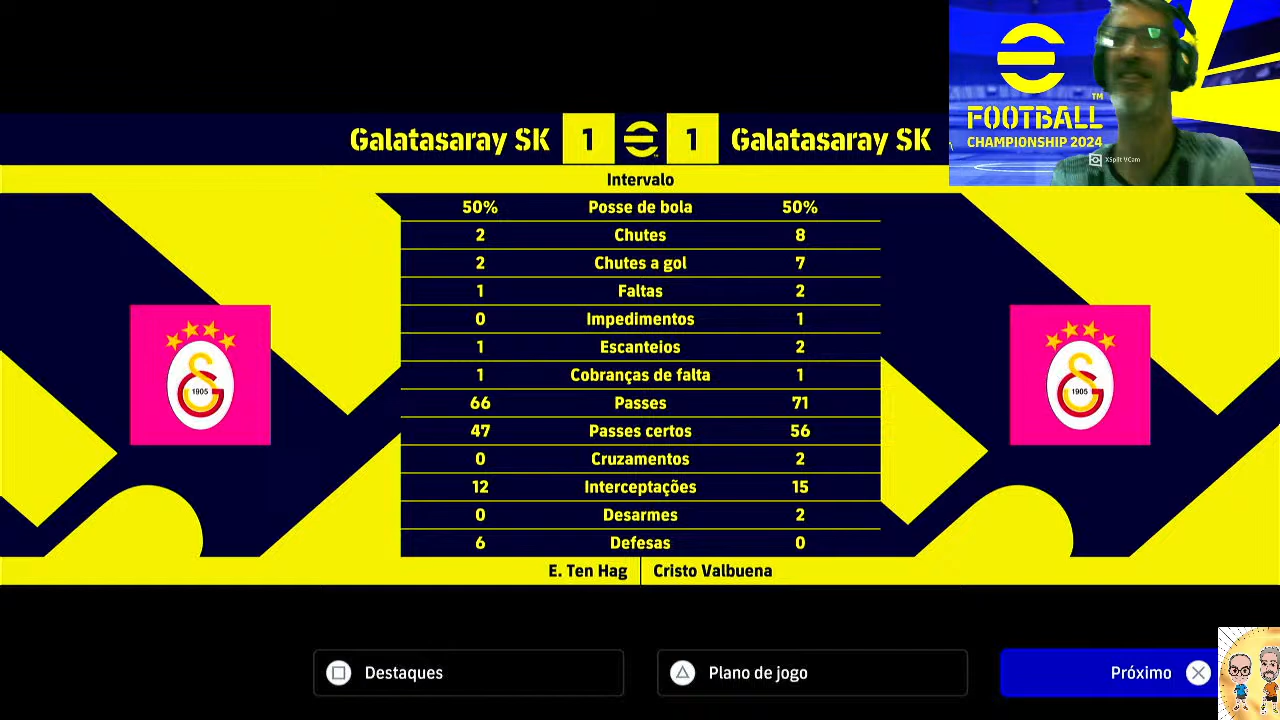 FOOTBALL
TM
CHAMPIONSHIP 2024
XSplit VCam
Galatasaray SK 1 1 Galatasaray SK
Intervalo
50% Posse de bola 50%
2 Chutes 8
2 Chutes a gol 7
1 Faltas 2
0 Impedimentos 1
1 Escanteios 2
1 Cobranças de falta 1
66 Passes 71
47 Passes certos 56
0 Cruzamentos 2
12 Interceptações 15
0 Desarmes 2
6 Defesas 0
1905
1905
E. Ten Hag Cristo Valbuena
Destaques
Plano de jogo
Próximo